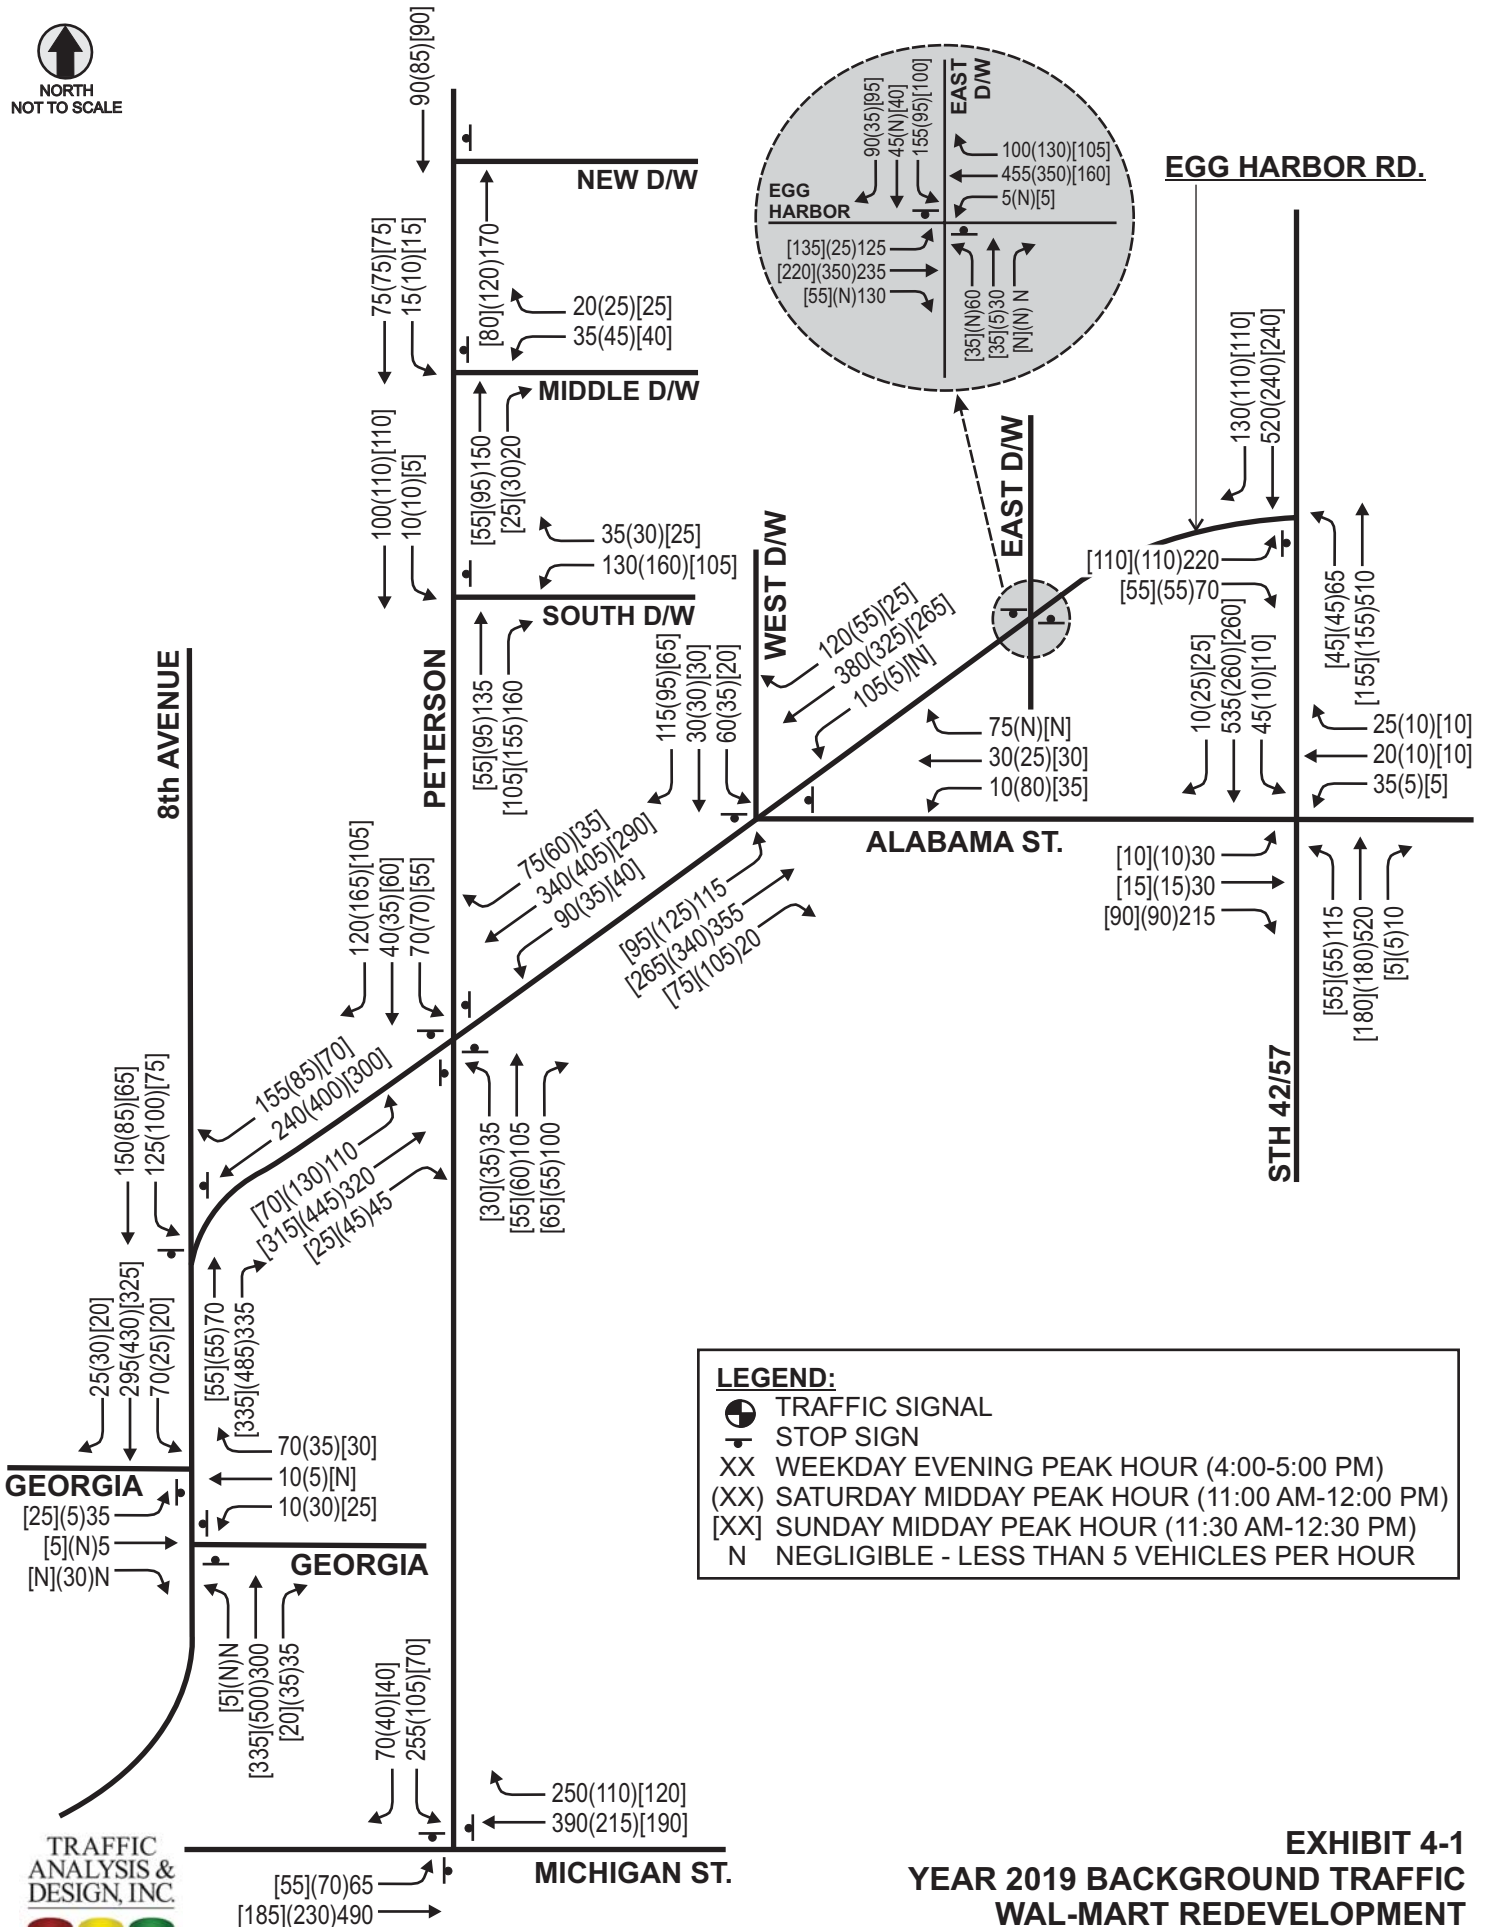 NORTH
NOT TO SCALE
90(85)[90]
NEW D/W
75(75)[75]
15(10)[15]
[80](120)170
20(25)[25]
35(45)[40]
MIDDLE D/W
100(110)[110]
10(10)[5]
[55](95)150
[25](30)20
35(30)[25]
130(160)[105]
SOUTH D/W
[55](95)135
[105](155)160
PETERSON
8th AVENUE
EAST
D/W
90(35)[95]
45(N)[40]
155(95)[100]
100(130)[105]
455(350)[160]
5(N)[5]
EGG
HARBOR
[135](25)125
[220](350)235
[55](N)130
[35](N)60
[35](5)30
[N](N) N
EGG HARBOR RD.
130(110)[110]
520(240)[240]
[110](110)220
[55](55)70
[45](45)65
[155](155)510
EAST D/W
WEST D/W
120(55)[25]
380(325)[265]
105(5)[N]
115(95)[65]
30(30)[30]
60(35)[20]
75(N)[N]
30(25)[30]
10(80)[35]
ALABAMA ST.
10(25)[25]
535(260)[260]
45(10)[10]
25(10)[10]
20(10)[10]
35(5)[5]
[10](10)30
[15](15)30
[90](90)215
[55](55)115
[180](180)520
[5](5)10
STH 42/57
75(60)[35]
340(405)[290]
90(35)[40]
[95](125)115
[265](340)355
[75](105)20
120(165)[105]
40(35)[60]
70(70)[55]
155(85)[70]
240(400)[300]
[70](130)110
[315](445)320
[25](45)45
[30](35)35
[55](60)105
[65](55)100
150(85)[65]
125(100)[75]
[55](55)70
[335](485)335
25(30)[20]
295(430)[325]
70(25)[20]
70(35)[30]
10(5)[N]
10(30)[25]
GEORGIA
[25](5)35
[5](N)5
[N](30)N
GEORGIA
[5](N)N
[335](500)300
[20](35)35
70(40)[40]
255(105)[70]
250(110)[120]
390(215)[190]
MICHIGAN ST.
[55](70)65
[185](230)490
LEGEND:
TRAFFIC SIGNAL
STOP SIGN
XX WEEKDAY EVENING PEAK HOUR (4:00-5:00 PM)
(XX) SATURDAY MIDDAY PEAK HOUR (11:00 AM-12:00 PM)
[XX] SUNDAY MIDDAY PEAK HOUR (11:30 AM-12:30 PM)
N NEGLIGIBLE - LESS THAN 5 VEHICLES PER HOUR
TRAFFIC
ANALYSIS &
DESIGN, INC.
EXHIBIT 4-1
YEAR 2019 BACKGROUND TRAFFIC
WAL-MART REDEVELOPMENT